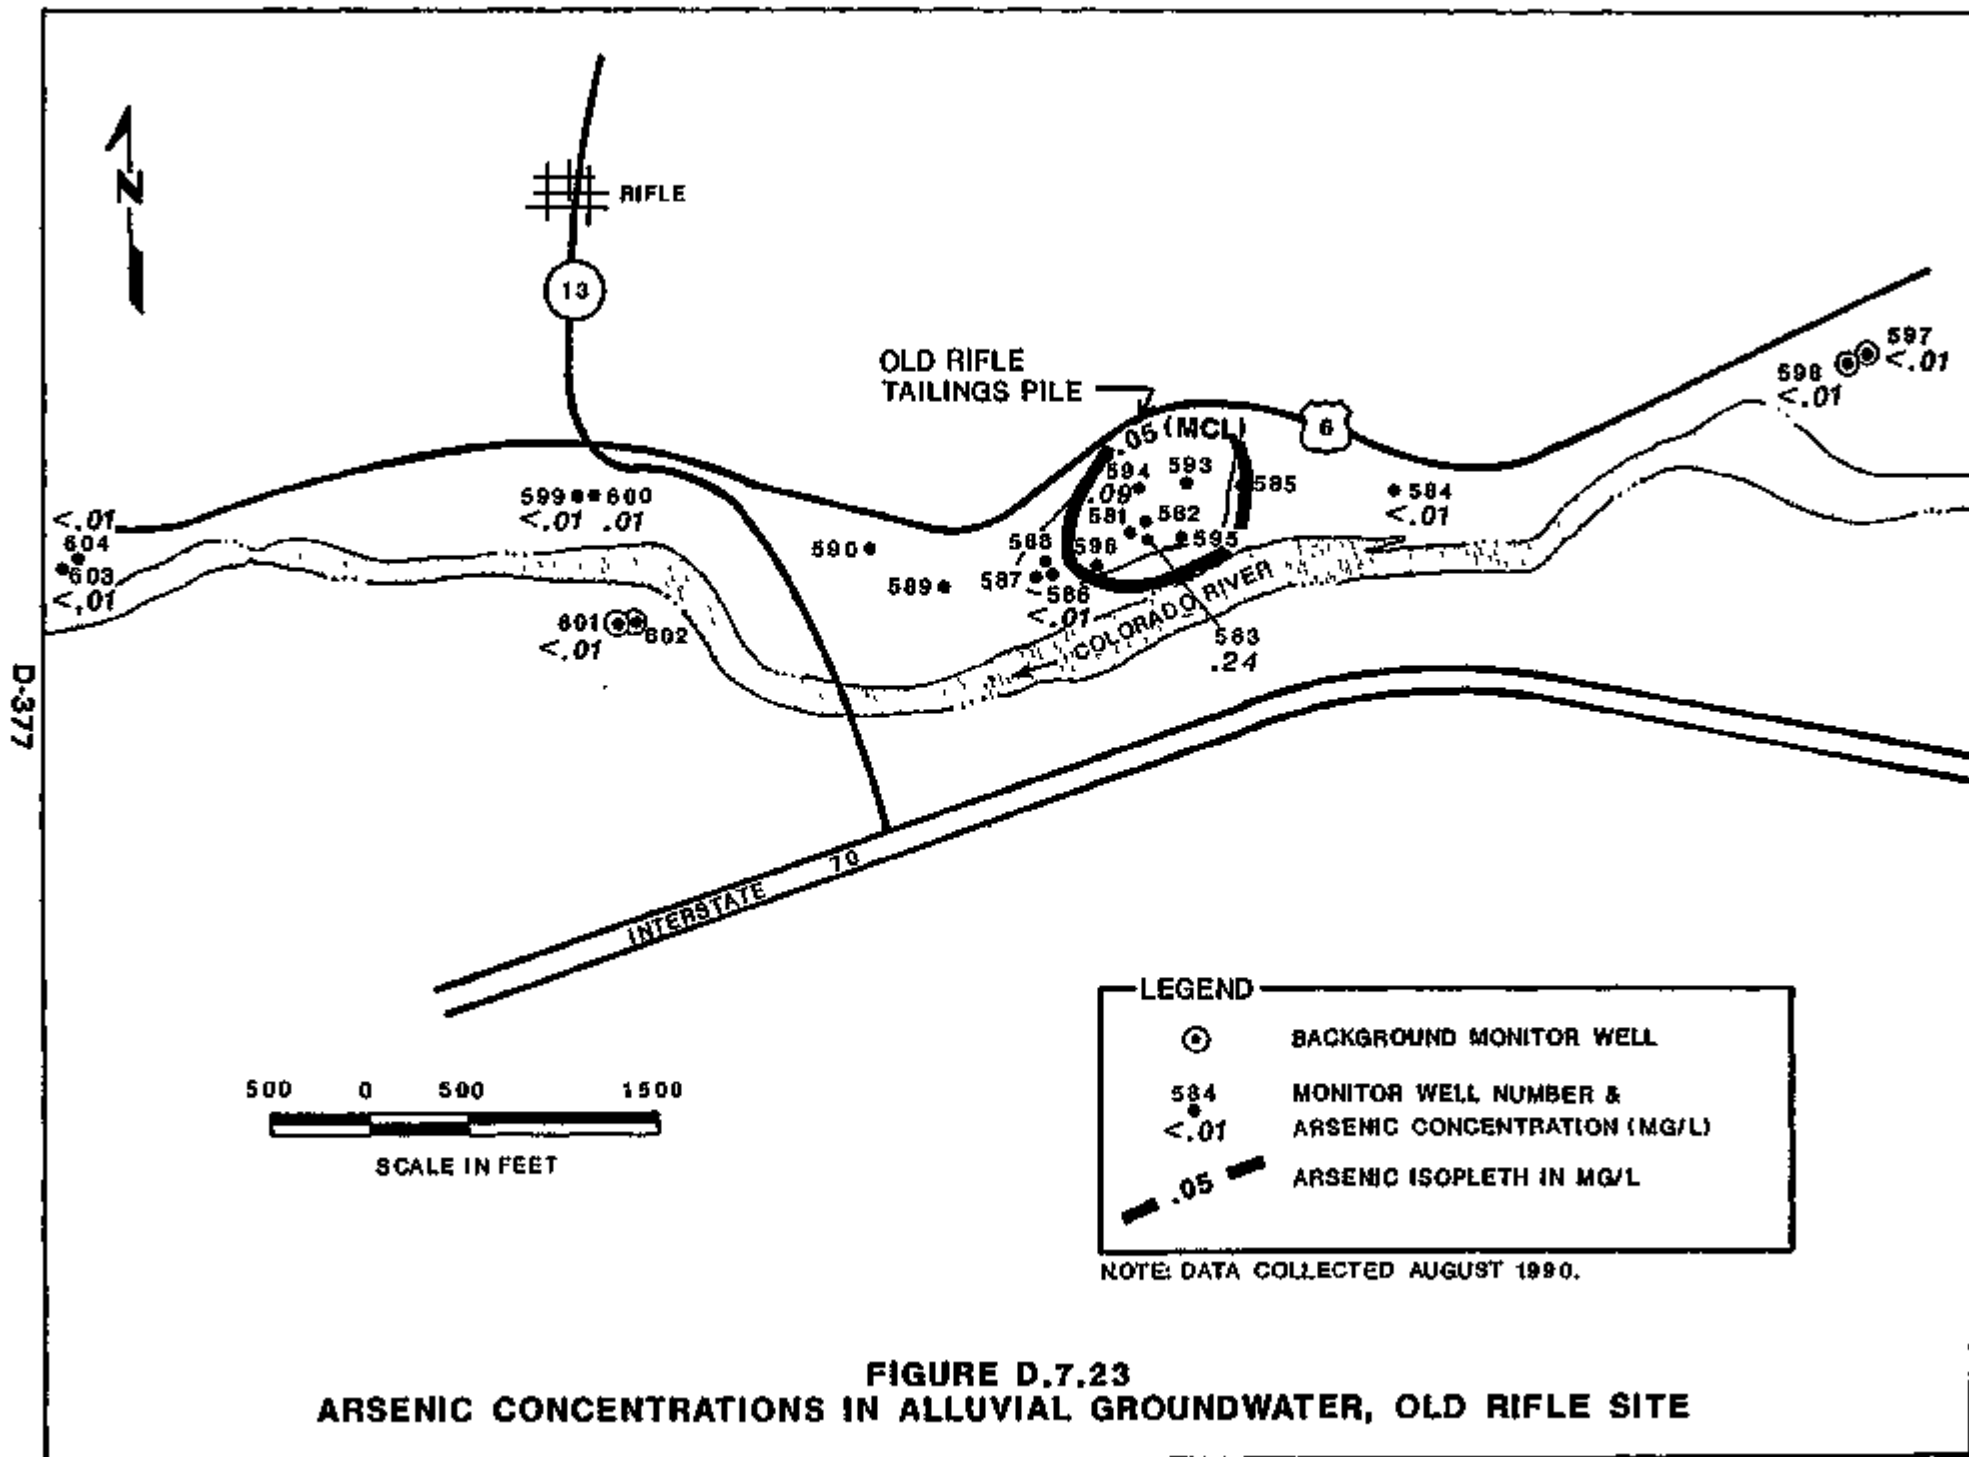 RIFLE
13
OLD RIFLE
TAILINGS PILE
.05 (MCL)
6
597
<.01
598
<.01
594
.09
593
585
584
<.01
581
582
595
596
583
.24
588
587
586
<.01
590
589
599
<.01
600
.01
<.01
604
603
<.01
601
<.01
602
COLORADO RIVER
INTERSTATE 70
N
D-377
500 0 500 1500
SCALE IN FEET
LEGEND
BACKGROUND MONITOR WELL
584
<.01
MONITOR WELL NUMBER &
ARSENIC CONCENTRATION (MG/L)
.05
ARSENIC ISOPLETH IN MG/L
NOTE: DATA COLLECTED AUGUST 1990.
FIGURE D.7.23
ARSENIC CONCENTRATIONS IN ALLUVIAL GROUNDWATER, OLD RIFLE SITE